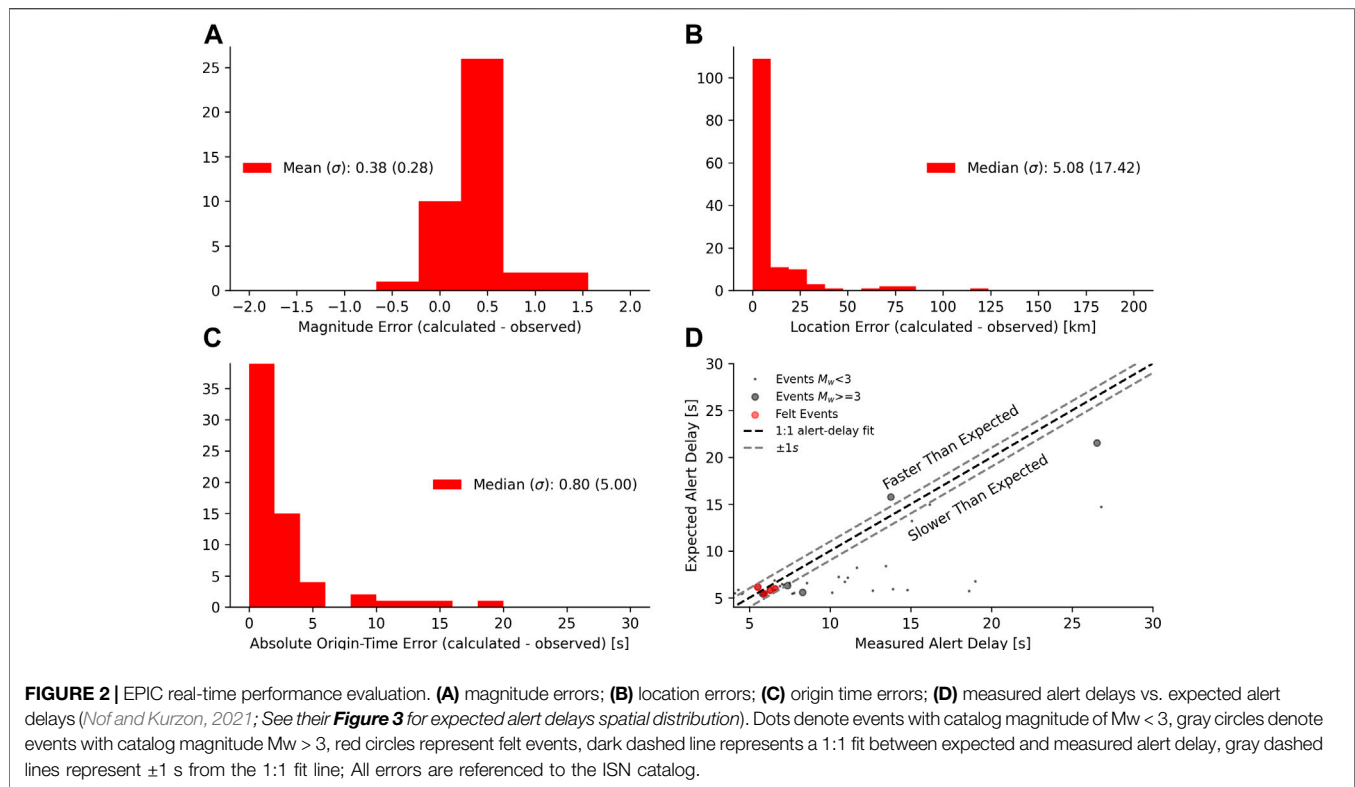 A
25
20
15
10
5
0
Mean (σ): 0.38 (0.28)
−2.0 −1.5 −1.0 −0.5 0.0 0.5 1.0 1.5 2.0
Magnitude Error (calculated - observed)
B
100
80
60
40
20
0
Median (σ): 5.08 (17.42)
0 25 50 75 100 125 150 175 200
Location Error (calculated - observed) [km]
C
35
30
25
20
15
10
5
0
Median (σ): 0.80 (5.00)
0 5 10 15 20 25 30
Absolute Origin-Time Error (calculated - observed) [s]
D
Expected Alert Delay [s]
30
25
20
15
10
5
Events Mw<3
Events Mw>=3
Felt Events
1:1 alert-delay fit
±1s
Faster Than Expected
Slower Than Expected
5 10 15 20 25 30
Measured Alert Delay [s]
FIGURE 2 | EPIC real-time performance evaluation. (A) magnitude errors; (B) location errors; (C) origin time errors; (D) measured alert delays vs. expected alert
delays (Nof and Kurzon, 2021; See their Figure 3 for expected alert delays spatial distribution). Dots denote events with catalog magnitude of Mw < 3, gray circles denote
events with catalog magnitude Mw > 3, red circles represent felt events, dark dashed line represents a 1:1 fit between expected and measured alert delay, gray dashed
lines represent ±1 s from the 1:1 fit line; All errors are referenced to the ISN catalog.